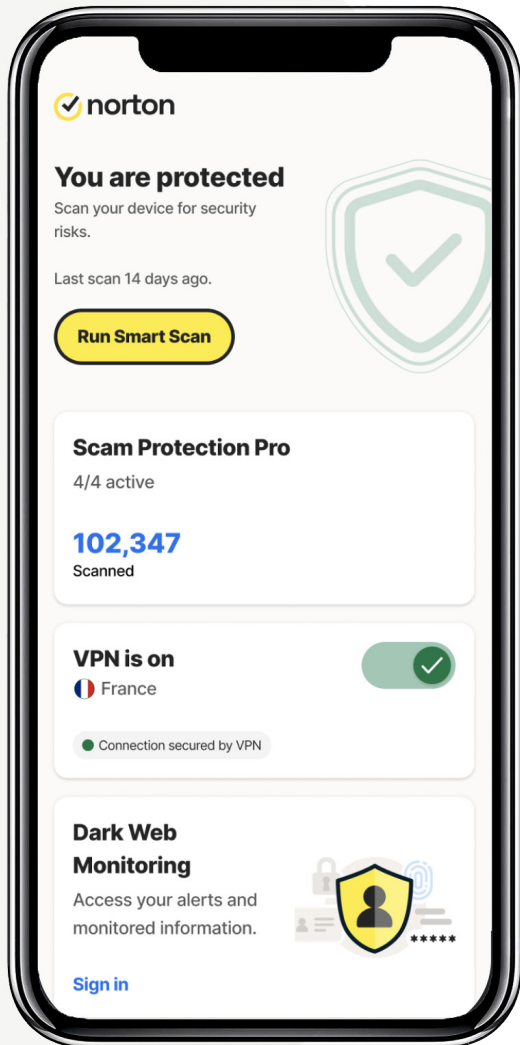 norton
You are protected
Scan your device for security
risks.
Last scan 14 days ago.
Run Smart Scan
Scam Protection Pro
4/4 active
102,347
Scanned
VPN is on
France
Connection secured by VPN
Dark Web
Monitoring
Access your alerts and
monitored information.
*****
Sign in